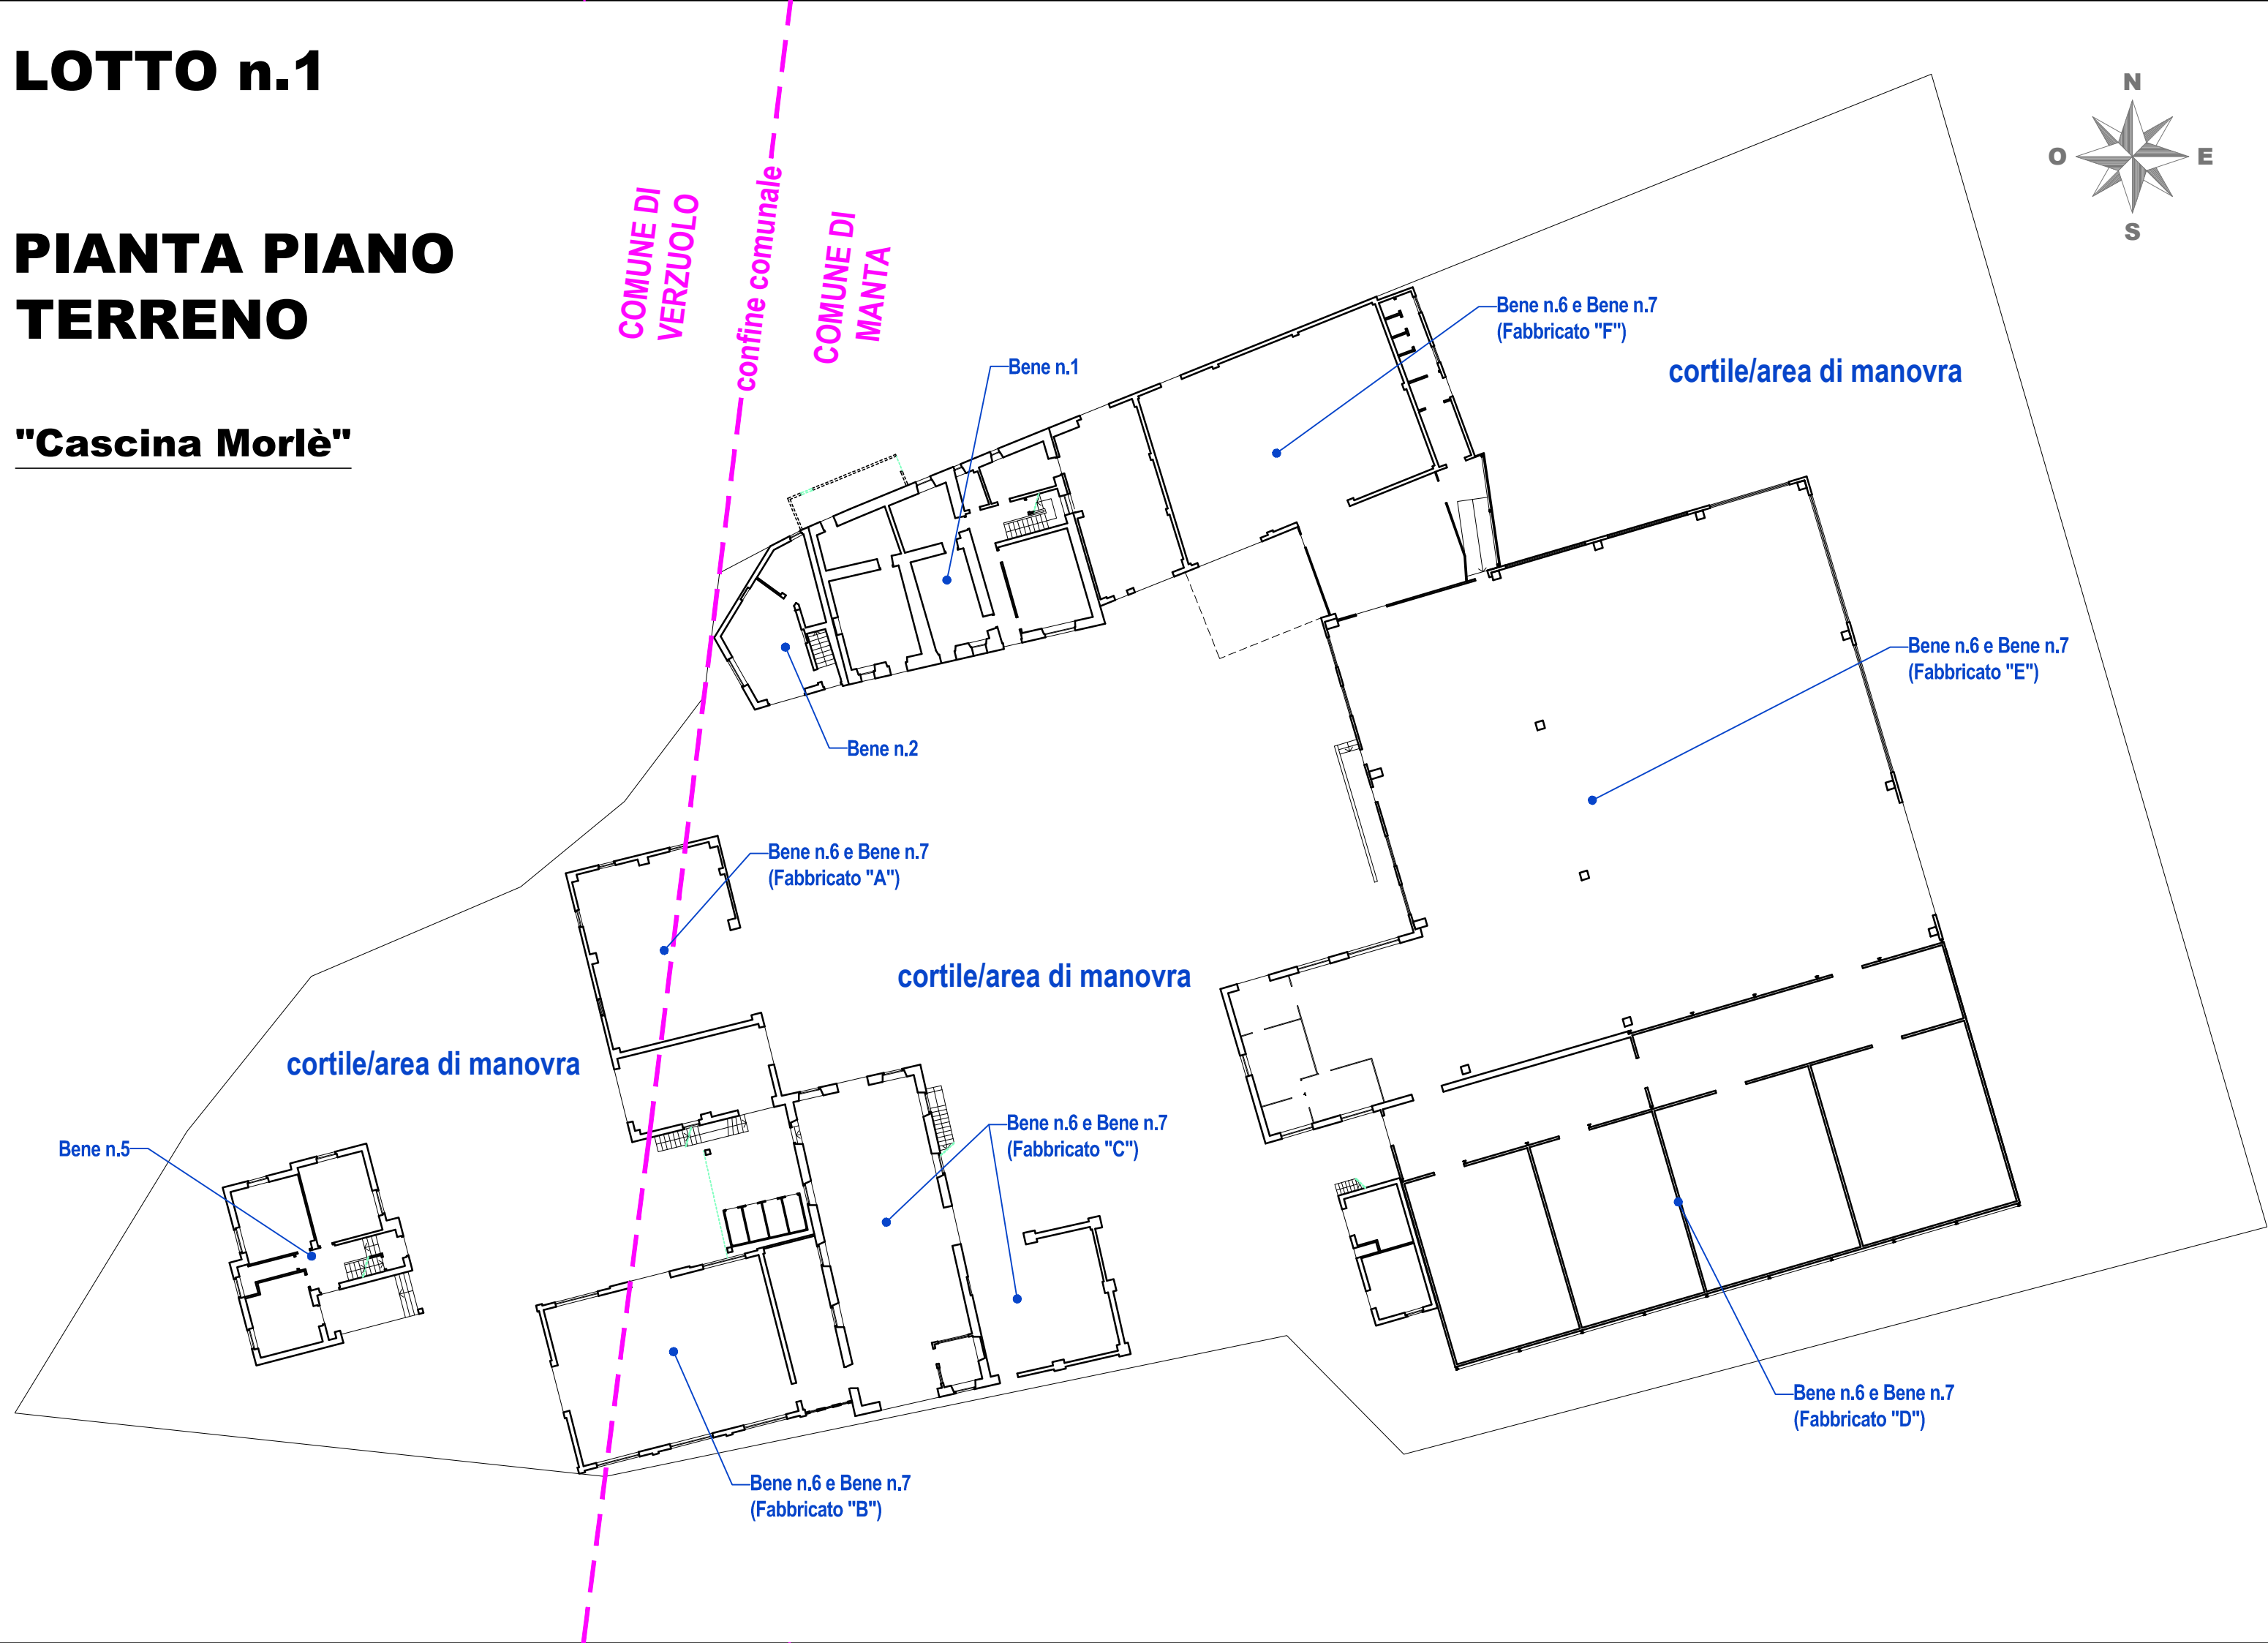 LOTTO n.1
PIANTA PIANO
TERRENO
"Cascina Morlè"
COMUNE DI
VERZUOLO
confine comunale
COMUNE DI
MANTA
N
O
E
S
Bene n.6 e Bene n.7
(Fabbricato "F")
cortile/area di manovra
Bene n.1
Bene n.6 e Bene n.7
(Fabbricato "E")
Bene n.2
Bene n.6 e Bene n.7
(Fabbricato "A")
cortile/area di manovra
cortile/area di manovra
Bene n.5
Bene n.6 e Bene n.7
(Fabbricato "C")
Bene n.6 e Bene n.7
(Fabbricato "D")
Bene n.6 e Bene n.7
(Fabbricato "B")